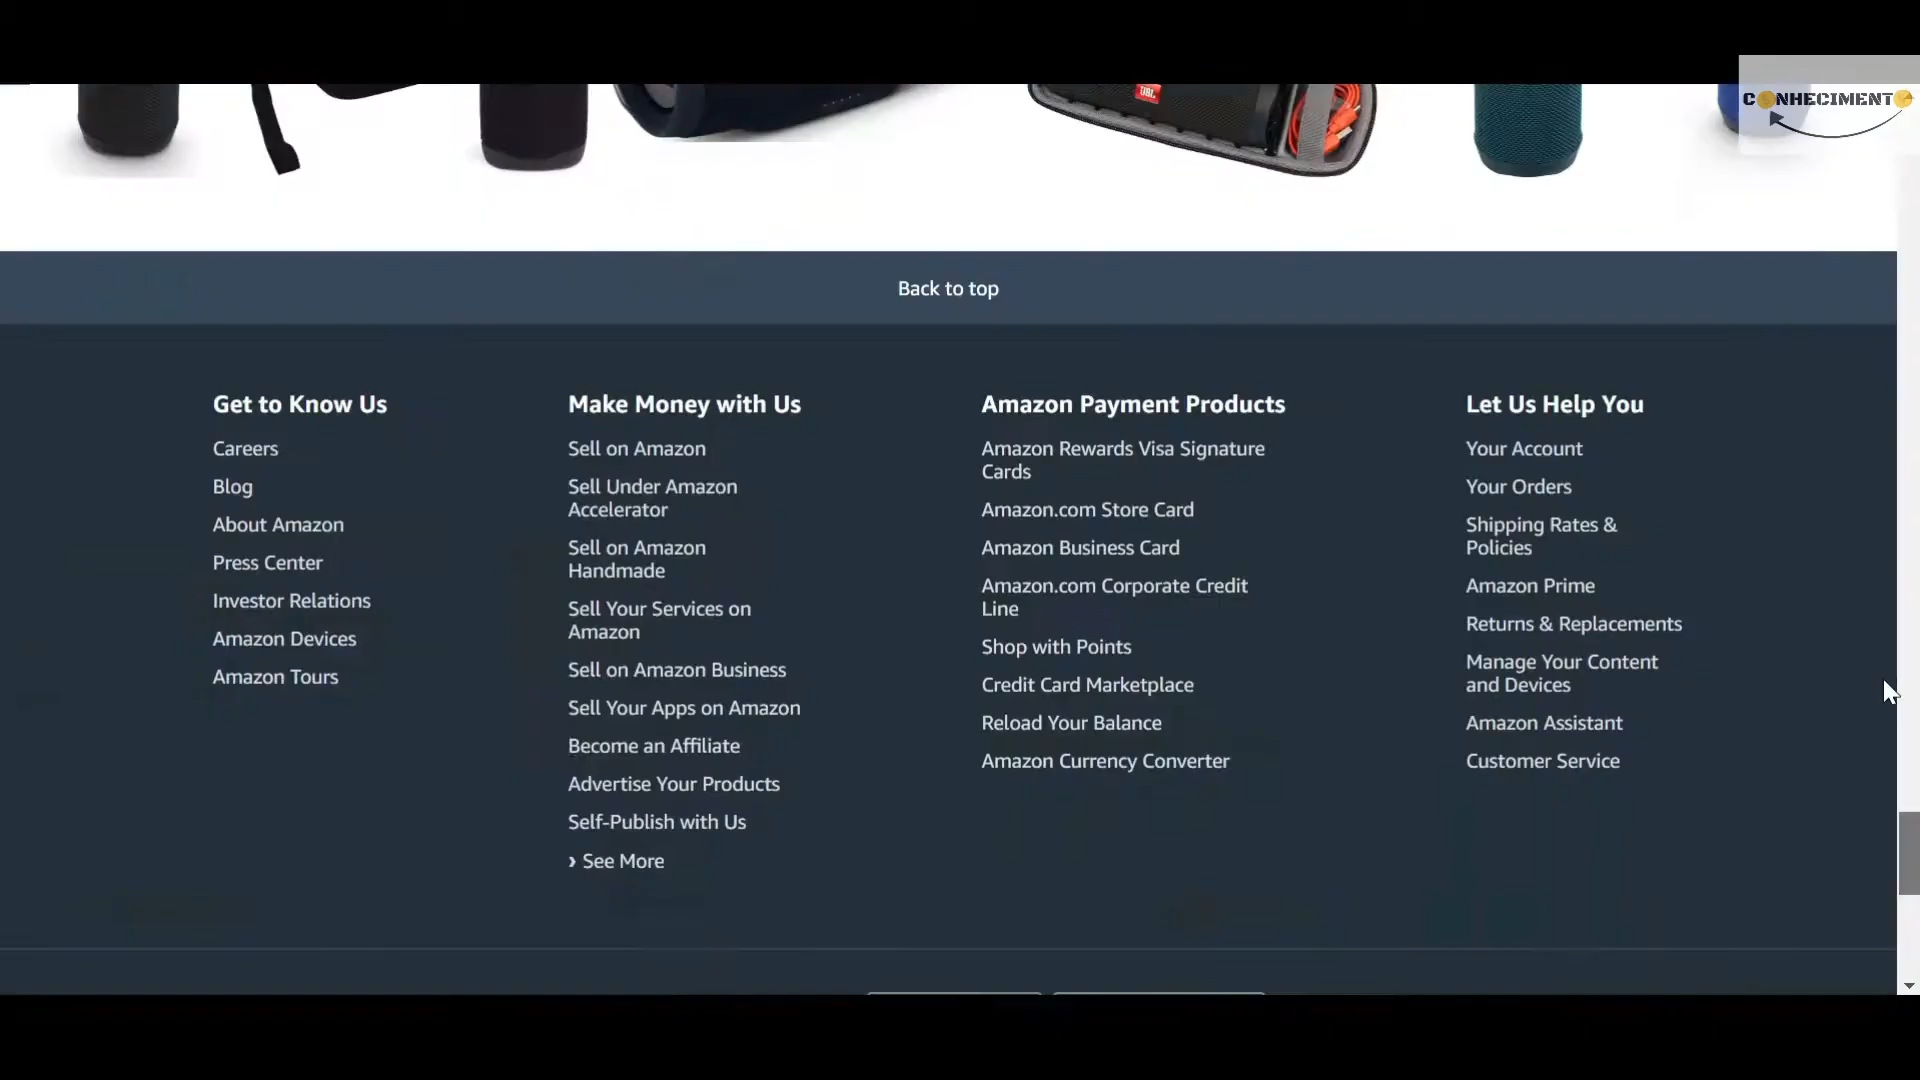 JBL
CONHECIMENTO
Back to top
Get to Know Us
Careers
Blog
About Amazon
Press Center
Investor Relations
Amazon Devices
Amazon Tours
Make Money with Us
Sell on Amazon
Sell Under Amazon
Accelerator
Sell on Amazon
Handmade
Sell Your Services on
Amazon
Sell on Amazon Business
Sell Your Apps on Amazon
Become an Affiliate
Advertise Your Products
Self-Publish with Us
› See More
Amazon Payment Products
Amazon Rewards Visa Signature
Cards
Amazon.com Store Card
Amazon Business Card
Amazon.com Corporate Credit
Line
Shop with Points
Credit Card Marketplace
Reload Your Balance
Amazon Currency Converter
Let Us Help You
Your Account
Your Orders
Shipping Rates &
Policies
Amazon Prime
Returns & Replacements
Manage Your Content
and Devices
Amazon Assistant
Customer Service